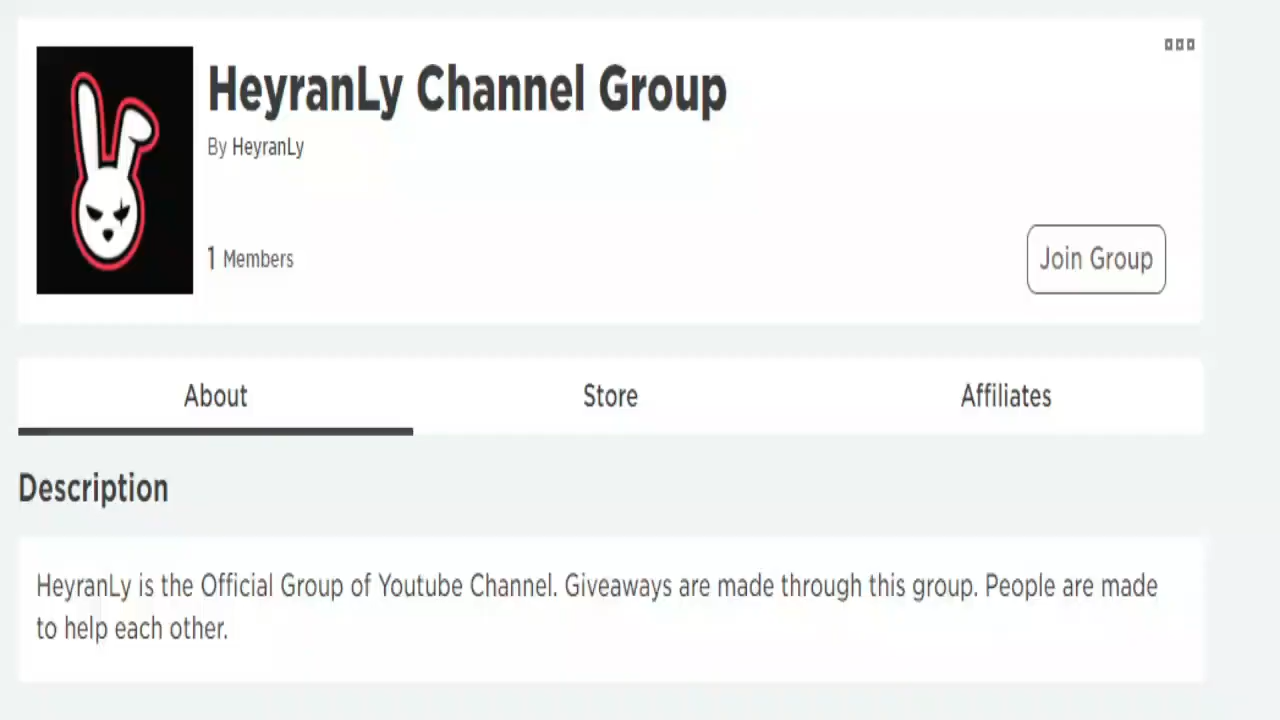 HeyranLy Channel Group
By HeyranLy
1 Members
Join Group
About
Store
Affiliates
Description
HeyranLy is the Official Group of Youtube Channel. Giveaways are made through this group. People are made
to help each other.